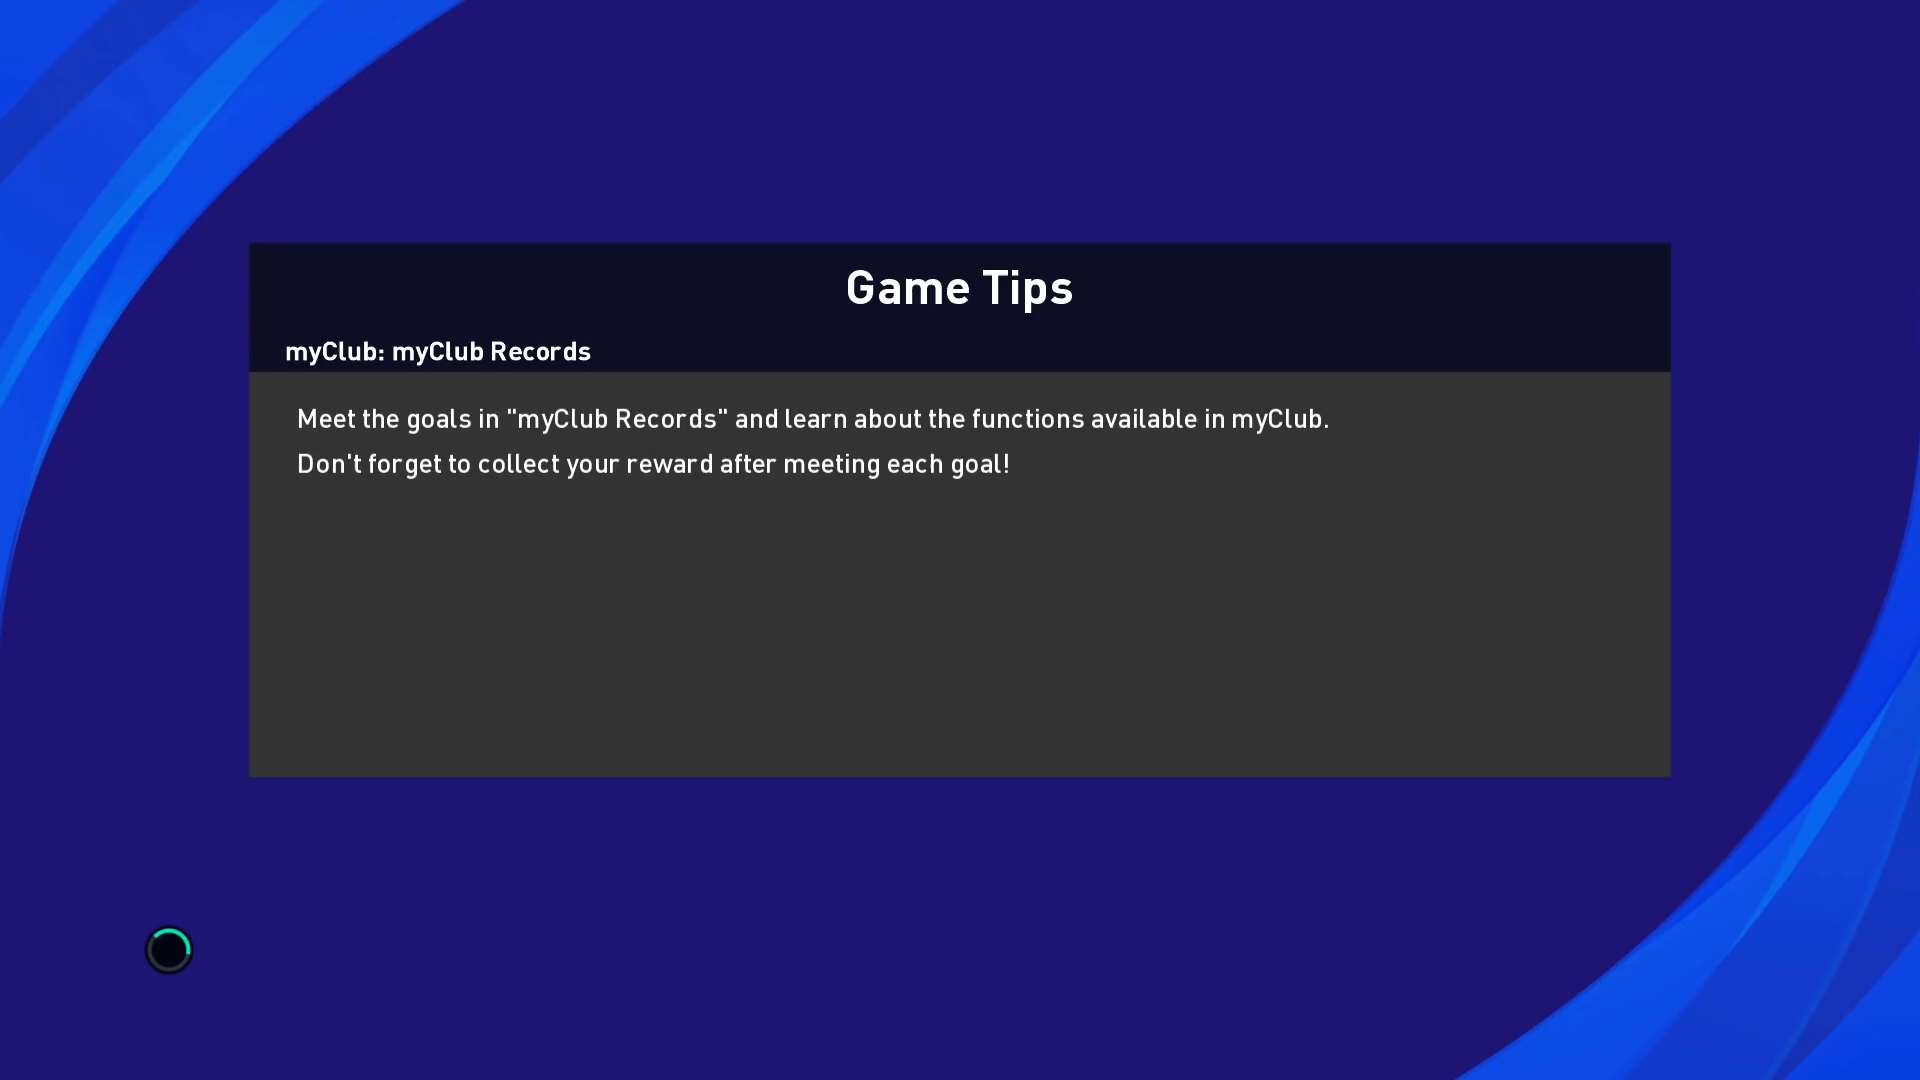 Game Tips
myClub: myClub Records
Meet the goals in "myClub Records" and learn about the functions available in myClub.
Don't forget to collect your reward after meeting each goal!